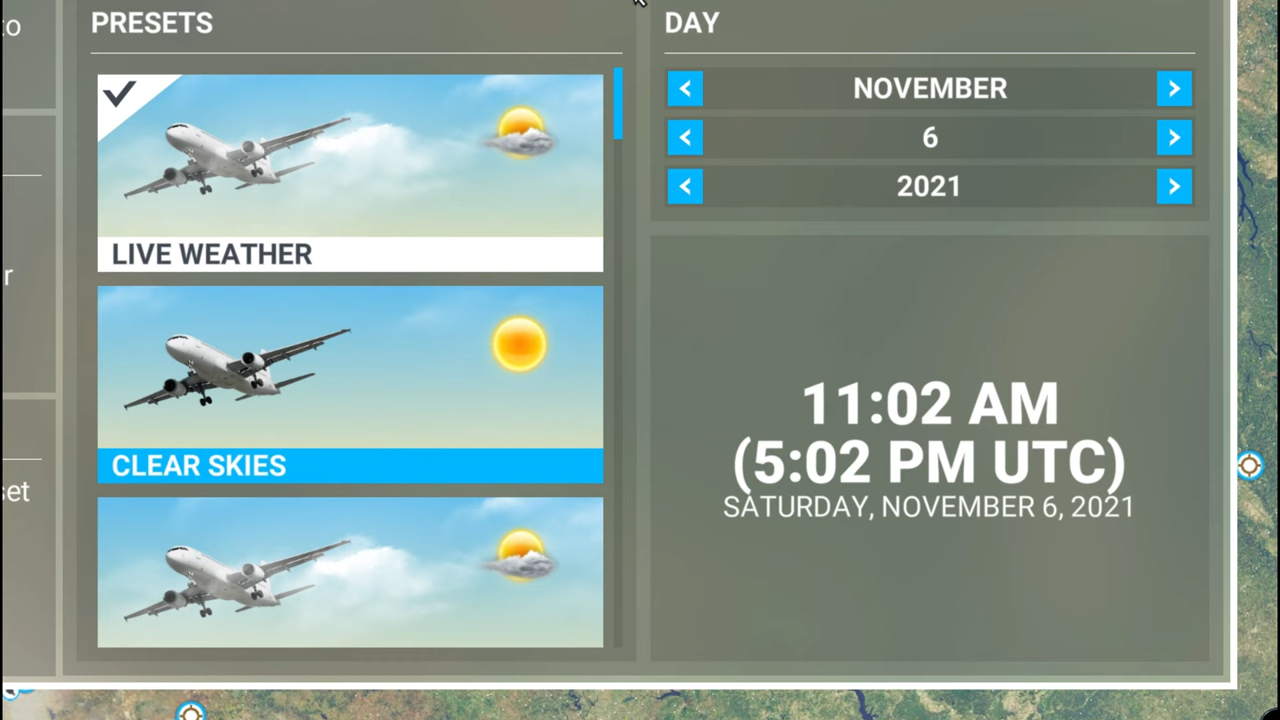 PRESETS
LIVE WEATHER
CLEAR SKIES
DAY
NOVEMBER
6
2021
11:02 AM
(5:02 PM UTC)
SATURDAY, NOVEMBER 6, 2021